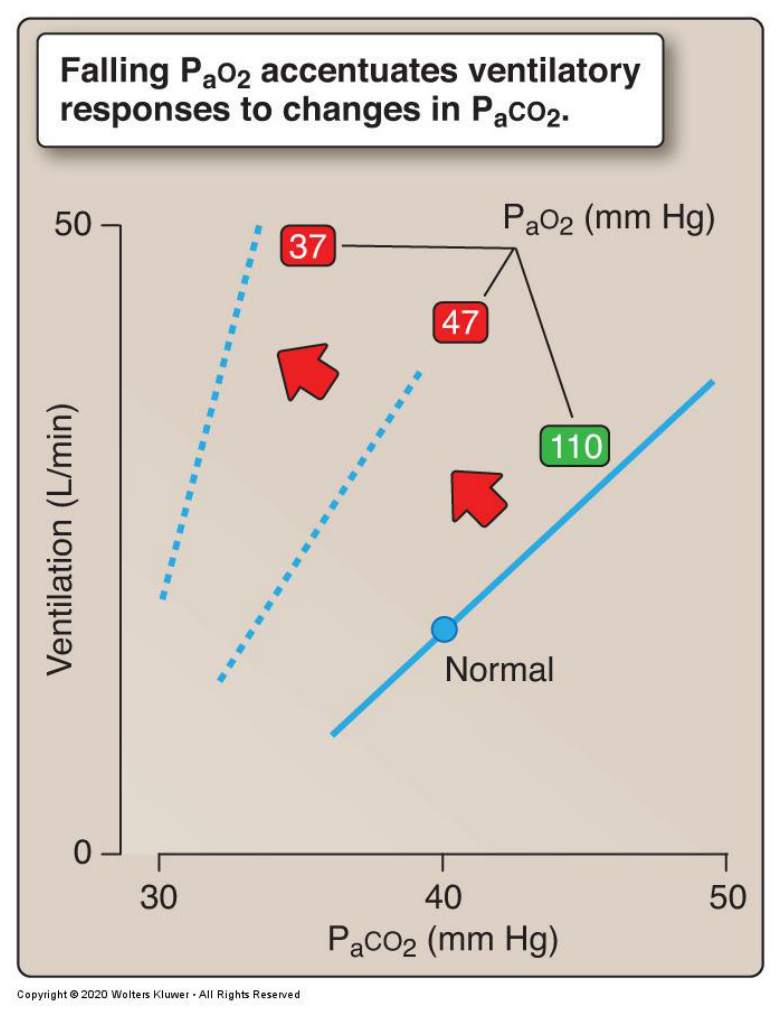 Falling PaO2 accentuates ventilatory
responses to changes in PaCO2.
PaO2 (mm Hg)
50
37
47
110
Ventilation (L/min)
Normal
0
30
40
50
PaCO2 (mm Hg)
Copyright © 2020 Wolters Kluwer • All Rights Reserved